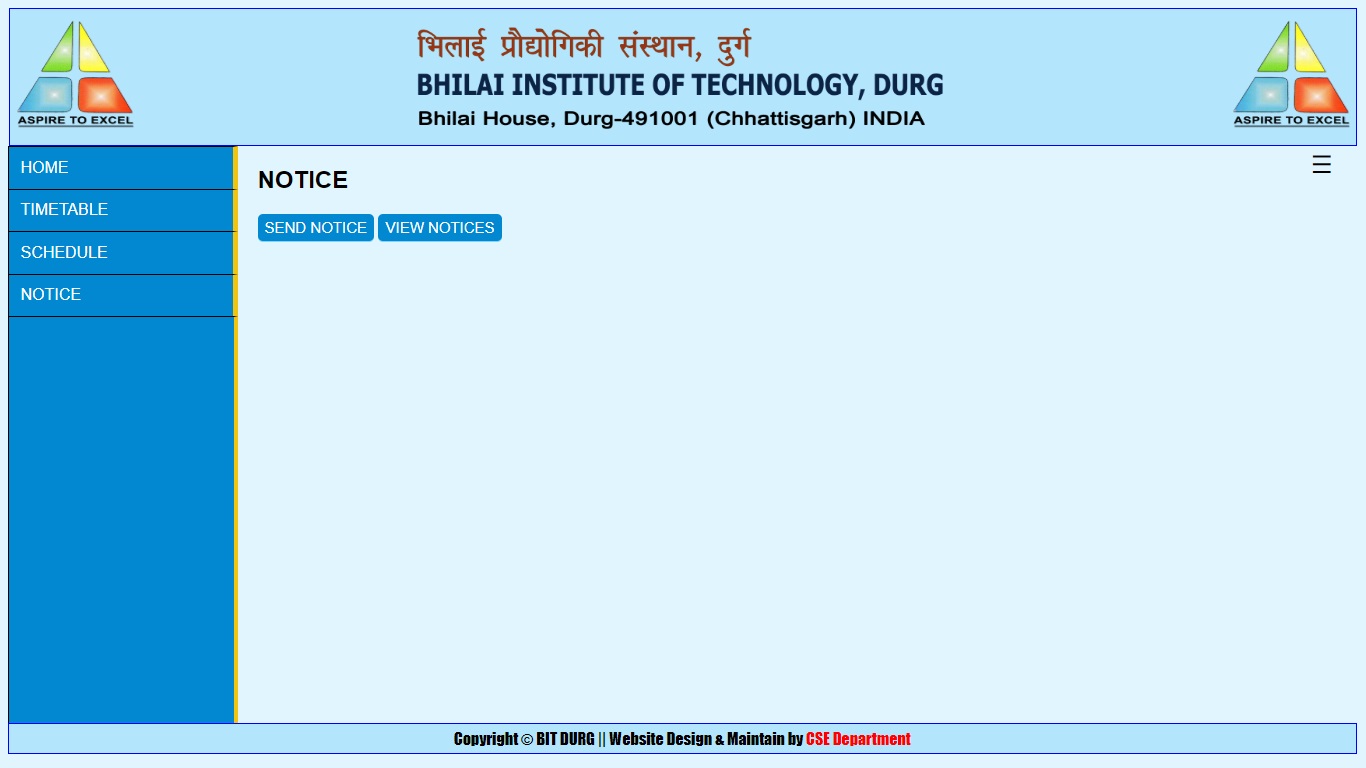 ASPIRE TO EXCEL
भिलाई प्रौद्योगिकी संस्थान, दुर्ग
BHILAI INSTITUTE OF TECHNOLOGY, DURG
Bhilai House, Durg-491001 (Chhattisgarh) INDIA
ASPIRE TO EXCEL
HOME
TIMETABLE
SCHEDULE
NOTICE
☰
NOTICE
SEND NOTICE VIEW NOTICES
Copyright © BIT DURG || Website Design & Maintain by CSE Department